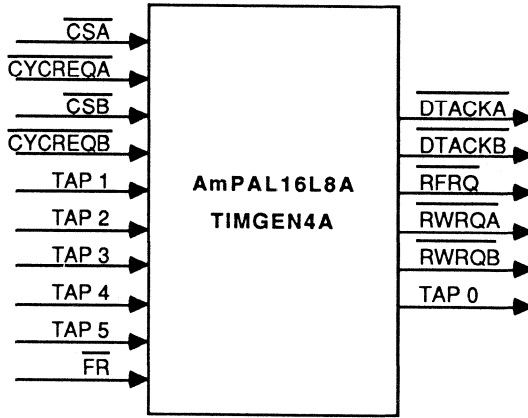 CSA
CYCREQA
CSB
CYCREQB
TAP 1
TAP 2
TAP 3
TAP 4
TAP 5
FR
AmPAL16L8A
TIMGEN4A
DTACKA
DTACKB
RFRQ
RWRQA
RWRQB
TAP 0